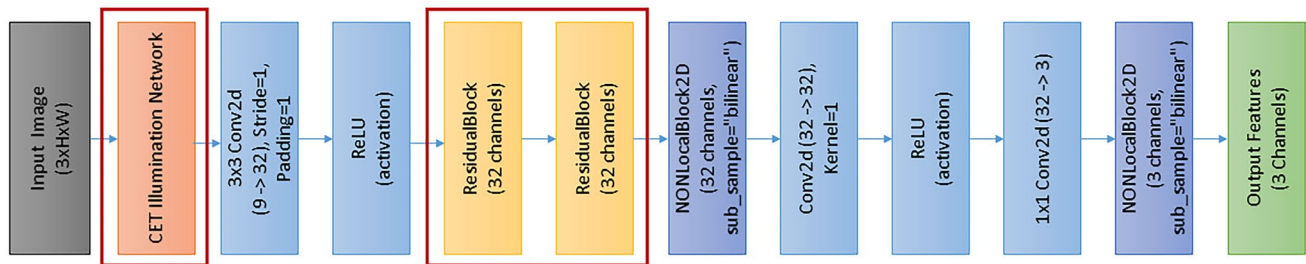 Input Image
(3xHxW)
CET Illumination Network
3x3 Conv2d
(9 -> 32), Stride=1,
Padding=1
ReLU
(activation)
ResidualBlock
(32 channels)
ResidualBlock
(32 channels)
NONLocalBlock2D
(32 channels,
sub_sample="bilinear")
Conv2d (32 -> 32),
Kernel=1
ReLU
(activation)
1x1 Conv2d (32 -> 3)
NONLocalBlock2D
(3 channels,
sub_sample="bilinear")
Output Features
(3 Channels)